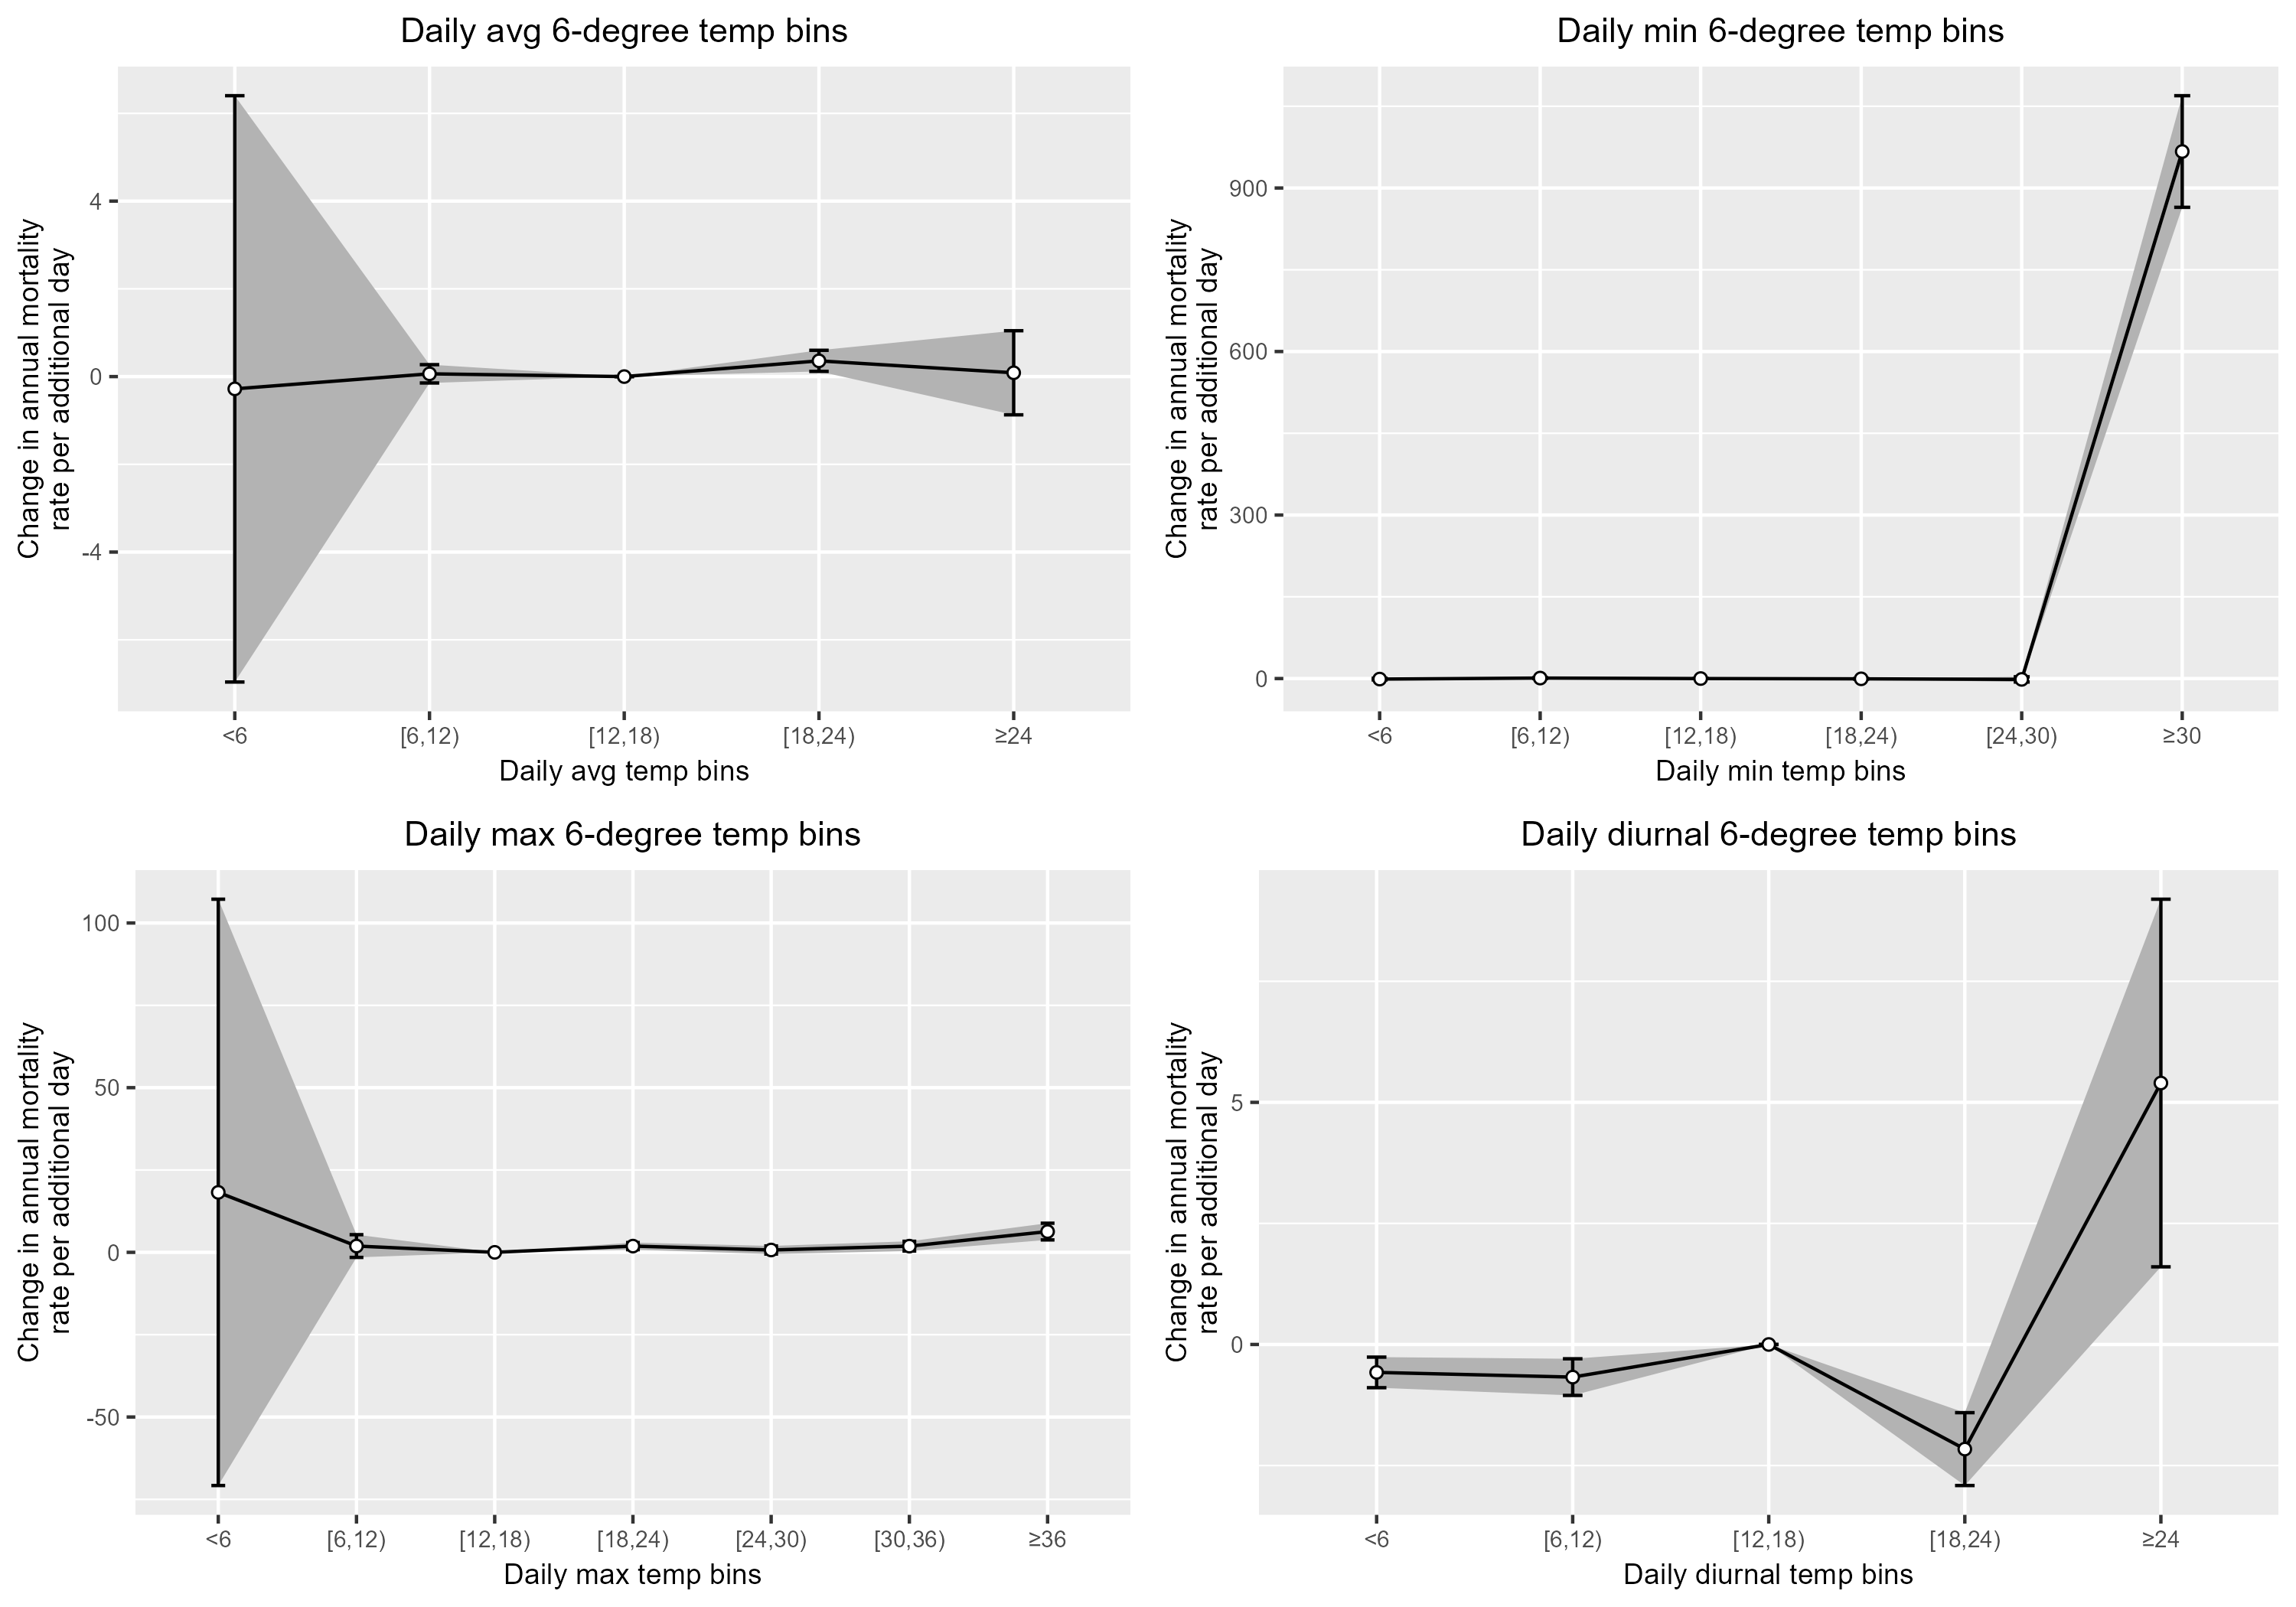 Daily avg 6-degree temp bins
Change in annual mortality
rate per additional day
4
0
-4
<6
[6,12)
[12,18)
[18,24)
≥24
Daily avg temp bins
Daily min 6-degree temp bins
Change in annual mortality
rate per additional day
900
600
300
0
<6
[6,12)
[12,18)
[18,24)
[24,30)
≥30
Daily min temp bins
Daily max 6-degree temp bins
Change in annual mortality
rate per additional day
100
50
0
-50
<6
[6,12)
[12,18)
[18,24)
[24,30)
[30,36)
≥36
Daily max temp bins
Daily diurnal 6-degree temp bins
Change in annual mortality
rate per additional day
5
0
<6
[6,12)
[12,18)
[18,24)
≥24
Daily diurnal temp bins